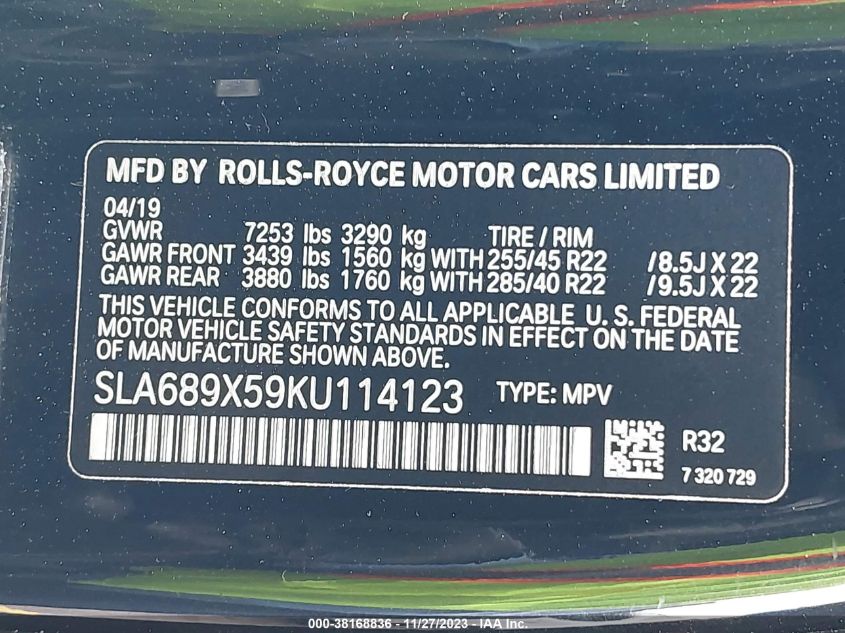 MFD BY ROLLS-ROYCE MOTOR CARS LIMITED
04/19
GVWR 7253 lbs 3290 kg TIRE / RIM
GAWR FRONT 3439 lbs 1560 kg WITH 255/45 R22 /8.5J X 22
GAWR REAR 3880 lbs 1760 kg WITH 285/40 R22 /9.5J X 22
THIS VEHICLE CONFORMS TO ALL APPLICABLE U. S. FEDERAL
MOTOR VEHICLE SAFETY STANDARDS IN EFFECT ON THE DATE
OF MANUFACTURE SHOWN ABOVE.
SLA689X59KU114123 TYPE: MPV
R32
7 320 729
000-38168836 - 11/27/2023 - IAA Inc.